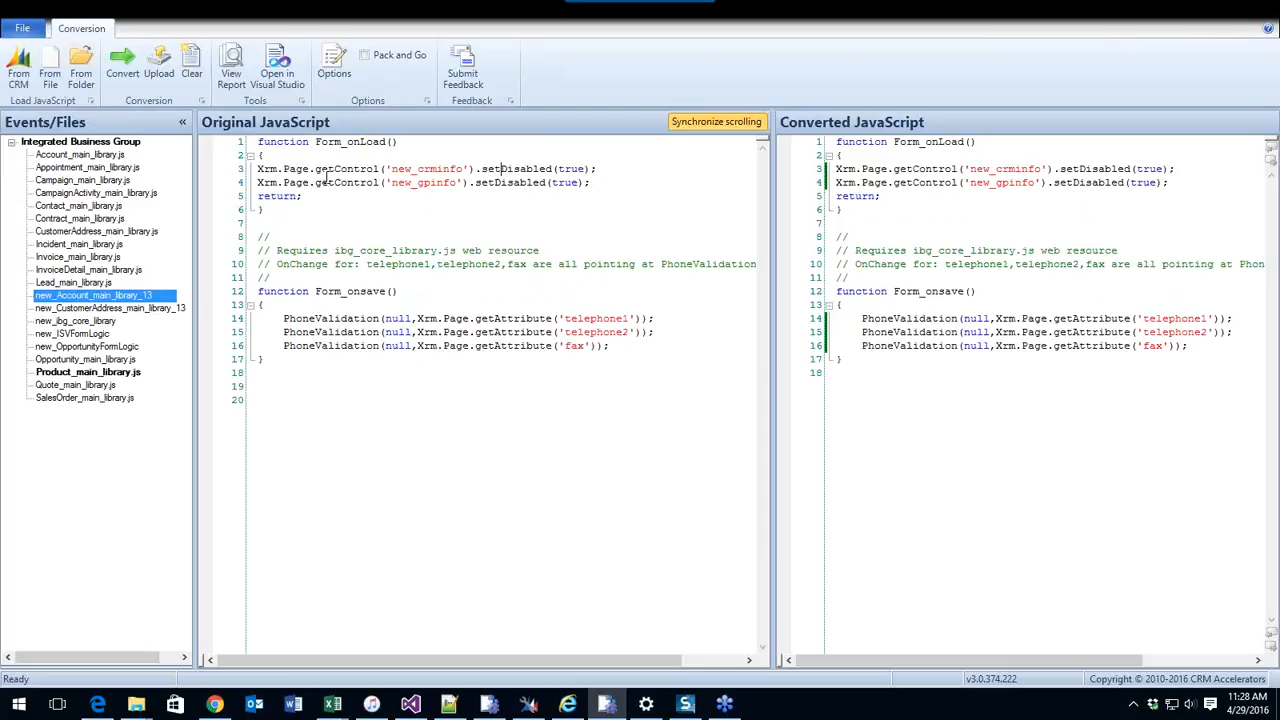 File
Conversion
From CRM
From File
From Folder
Load JavaScript
Convert
Upload
Clear
Conversion
View Report
Open in Visual Studio
Tools
Options
Pack and Go
Options
Submit Feedback
Feedback
Events/Files
«
Integrated Business Group
Account_main_library.js
Appointment_main_library.js
Campaign_main_library.js
CampaignActivity_main_library.js
Contact_main_library.js
Contract_main_library.js
CustomerAddress_main_library.js
Incident_main_library.js
Invoice_main_library.js
InvoiceDetail_main_library.js
Lead_main_library.js
new_Account_main_library_13
new_CustomerAddress_main_library_13
new_ibg_core_library
new_JSVFormLogic
new_OpportunityFormLogic
Opportunity_main_library.js
Product_main_library.js
Quote_main_library.js
SalesOrder_main_library.js
Original JavaScript
Synchronize scrolling
1 function Form_onLoad()
2 {
3 Xrm.Page.getControl('new_crminfo').setDisabled(true);
4 Xrm.Page.getControl('new_gpinfo').setDisabled(true);
5 return;
6 }
7
8 //
9 // Requires ibg_core_library.js web resource
10 // OnChange for: telephone1,telephone2,fax are all pointing at PhoneValidation
11 //
12 function Form_onsave()
13 {
14 PhoneValidation(null,Xrm.Page.getAttribute('telephone1'));
15 PhoneValidation(null,Xrm.Page.getAttribute('telephone2'));
16 PhoneValidation(null,Xrm.Page.getAttribute('fax'));
17 }
18
19
20
Converted JavaScript
1 function Form_onLoad()
2 {
3 Xrm.Page.getControl('new_crminfo').setDisabled(true);
4 Xrm.Page.getControl('new_gpinfo').setDisabled(true);
5 return;
6 }
7
8 //
9 // Requires ibg_core_library.js web resource
10 // OnChange for: telephone1,telephone2,fax are all pointing at Pho
11 //
12 function Form_onsave()
13 {
14 PhoneValidation(null,Xrm.Page.getAttribute('telephone1'));
15 PhoneValidation(null,Xrm.Page.getAttribute('telephone2'));
16 PhoneValidation(null,Xrm.Page.getAttribute('fax'));
17 }
18
Ready
v3.0.374.222
Copyright © 2010-2016 CRM Accelerators
11:28 AM
4/29/2016